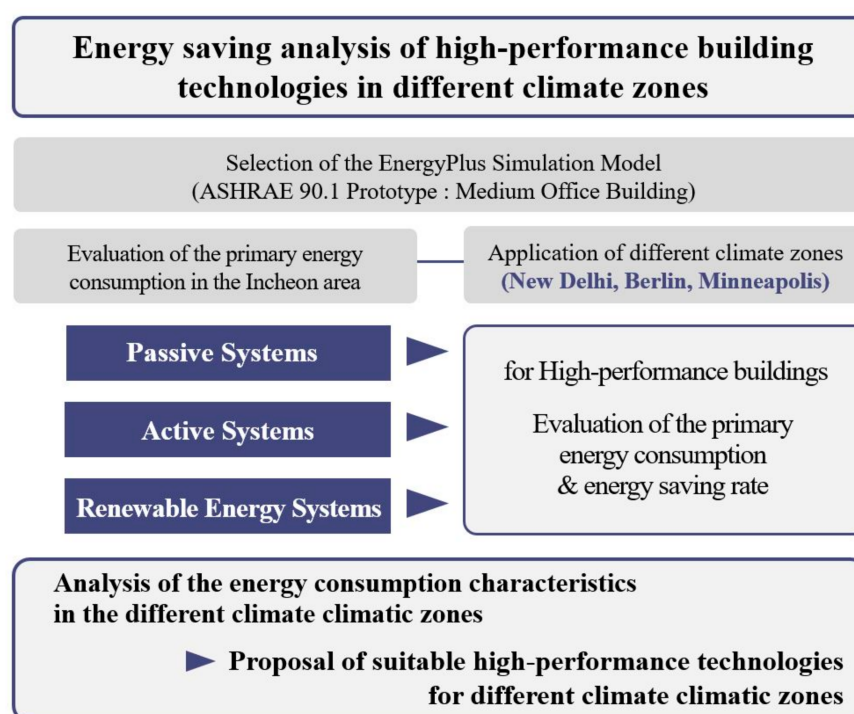 Energy saving analysis of high-performance building
technologies in different climate zones
Selection of the EnergyPlus Simulation Model
(ASHRAE 90.1 Prototype : Medium Office Building)
Evaluation of the primary energy
consumption in the Incheon area
Application of different climate zones
(New Delhi, Berlin, Minneapolis)
Passive Systems
Active Systems
Renewable Energy Systems
for High-performance buildings
Evaluation of the primary
energy consumption
& energy saving rate
Analysis of the energy consumption characteristics
in the different climate climatic zones
Proposal of suitable high-performance technologies
for different climate climatic zones